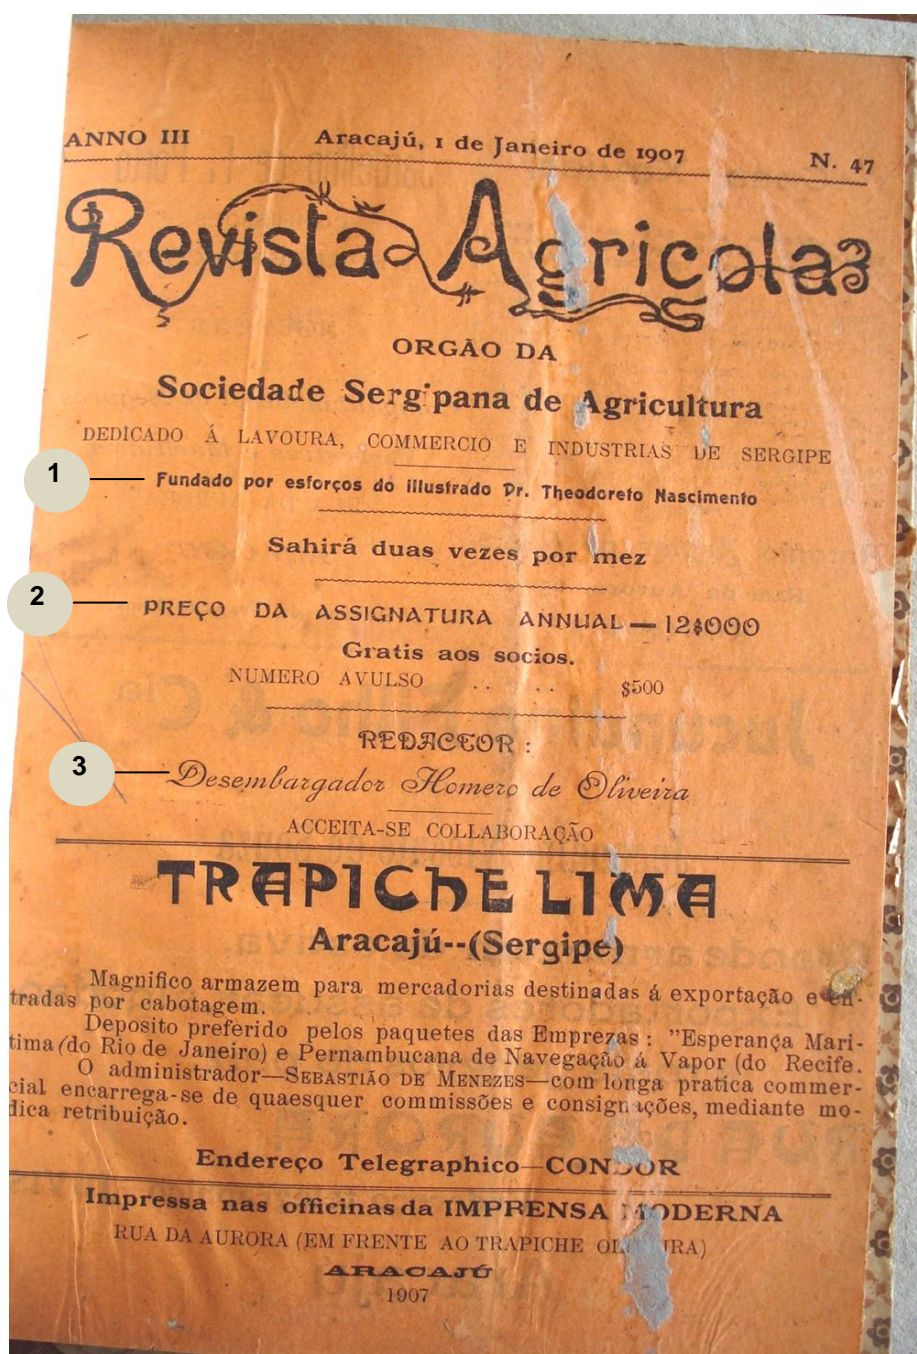 ANNO III Aracajú, 1 de Janeiro de 1907 N. 47
Revista Agricola
ORGÃO DA
Sociedade Sergipana de Agricultura
DEDICADO Á LAVOURA, COMMERCIO E INDUSTRIAS DE SERGIPE
1 Fundado por esforços do illustrado Dr. Theodoreto Nascimento
Sahirá duas vezes por mez
2 PREÇO DA ASSIGNATURA ANNUAL — 12$000
Gratis aos socios.
NUMERO AVULSO .. .. $500
REDACTOR :
3 Desembargador Homero de Oliveira
ACCEITA-SE COLLABORAÇÃO
TRAPICHE LIMA
Aracajú--(Sergipe)
Magnifico armazem para mercadorias destinadas á exportação e en-
tradas por cabotagem.
Deposito preferido pelos paquetes das Emprezas : "Esperança Mari-
tima (do Rio de Janeiro) e Pernambucana de Navegação á Vapor (do Recife.
O administrador—SEBASTIÃO DE MENEZES—com longa pratica commer-
cial encarrega-se de quaesquer commissões e consignações, mediante mo-
dica retribuição.
Endereço Telegraphico—CONDOR
Impressa nas officinas da IMPRENSA MODERNA
RUA DA AURORA (EM FRENTE AO TRAPICHE
ARACAJÚ
1907